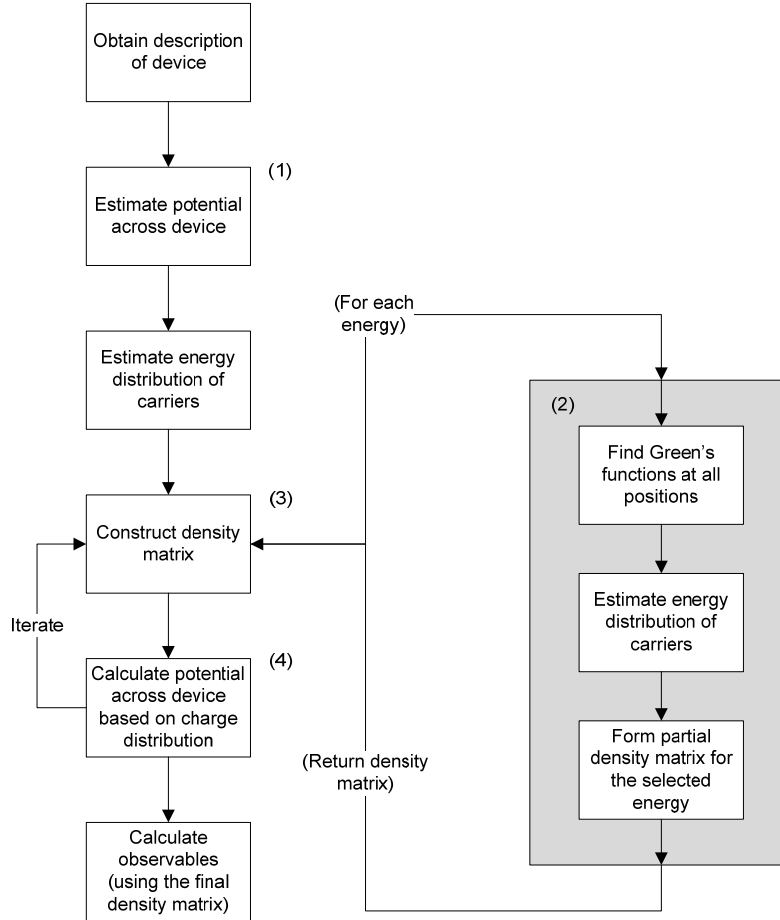 Obtain description
of device
(1)
Estimate potential
across device
Estimate energy
distribution of
carriers
(3)
Construct density
matrix
Iterate
(4)
Calculate potential
across device
based on charge
distribution
Calculate
observables
(using the final
density matrix)
(For each
energy)
(2)
Find Green's
functions at all
positions
Estimate energy
distribution of
carriers
Form partial
density matrix for
the selected
energy
(Return density
matrix)